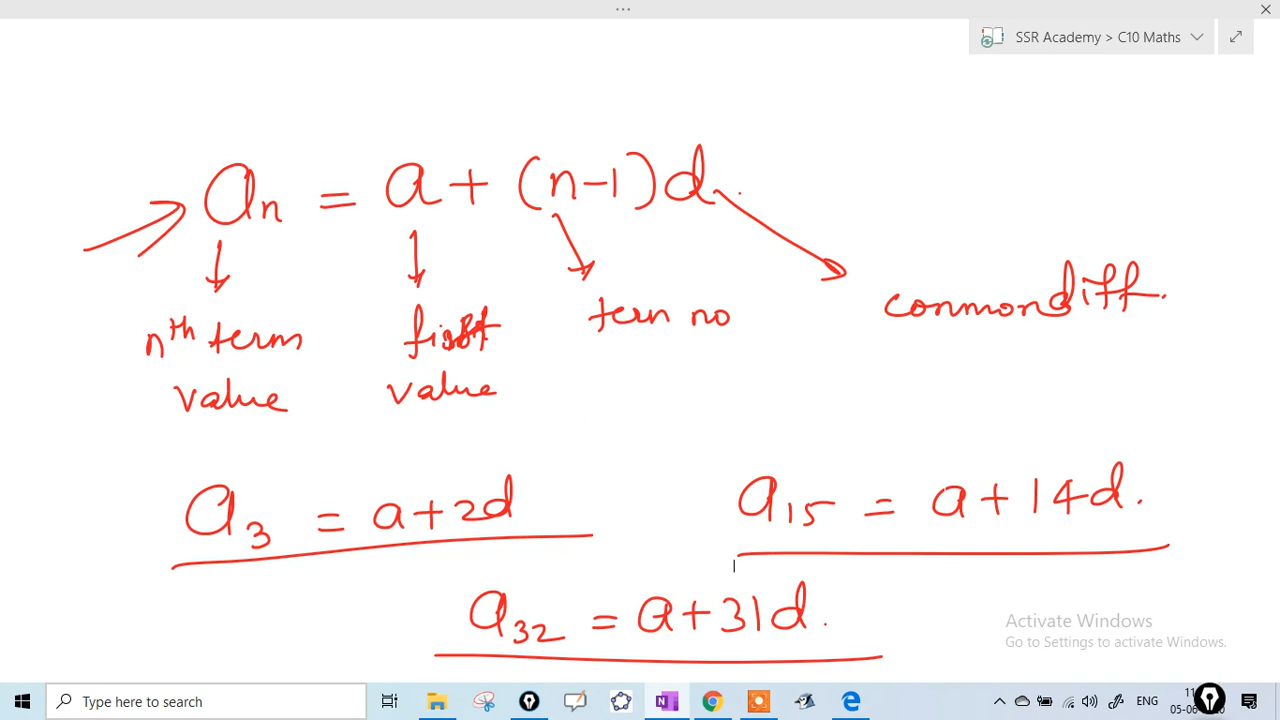 SSR Academy > C10 Maths
an = a + (n-1)d.
nth term value
first value
tern no
common diff.
a3 = a+2d
a15 = a+14d.
a32 = a+31d.
Activate Windows
Go to Settings to activate Windows.
Type here to search
ENG